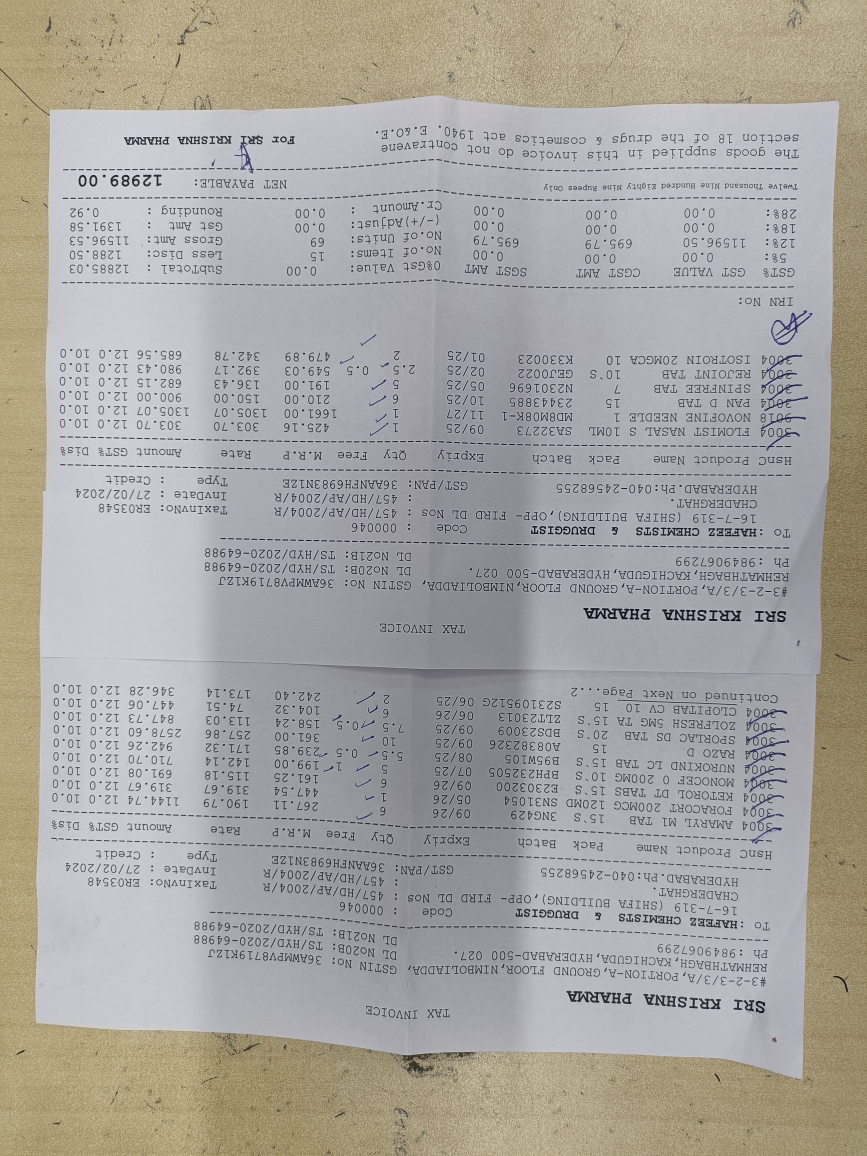 TAX INVOICE
SRI KRISHNA PHARMA
#3-2-3/3/A, PORTION-A, GROUND FLOOR, NIMBOLIADDA, GSTIN No: 36AWMPV8719K1ZJ
REHMATHBAGH, KACHIGUDA, HYDERABAD-500 027. DL No20B: TS/HYD/2020-64988
Ph :9849067299 DL No21B: TS/HYD/2020-64988
To :HAFEEZ CHEMISTS & DRUGGIST Code : 000046
16-7-319 (SHIFA BUILDING),OPP- FIRD DL Nos : 457/HD/AP/2004/R TaxInvNo: ER03548
CHADERGHAT. : 457/HD/AP/2004/R InvDate : 27/02/2024
HYDERABAD.Ph:040-24568255 GST/PAN: 36AANFH6983M1ZE Type : Credit
HsnC Product Name Pack Batch Expriy Qty Free M.R.P Rate Amount GST% Dis%
3004 AMARYL M1 TAB 15`S 3NG429 09/26 6 267.11 190.79 1144.74 12.0 10.0
3004 FORACORT 200MCG 120MD SN31054 05/26 1 447.54 319.67 319.67 12.0 10.0
3004 KETOROL DT TABS 15`S EZ303200 09/26 6 161.25 115.18 691.08 12.0 10.0
3004 MONOCEF O 200MG 10`S BPH232505 07/25 5 1 199.00 142.14 710.70 12.0 10.0
3004 NUROKIND LC TAB 15`S B95M105 08/25 5.5 0.5 239.85 171.32 942.26 12.0 10.0
3004 RAZO D 15 A08382326 09/25 10 361.00 257.86 2578.60 12.0 10.0
3004 SPORLAC DS TAB 20`S BDS23009 09/25 7.5 0.5 158.24 113.03 847.73 12.0 10.0
3004 ZOLFRESH 5MG TA 15`S ZITZ3013 06/26 6 104.32 74.51 447.06 12.0 10.0
3004 CLOPITAB CV 10 15 SZ310951ZG 06/25 2 242.40 173.14 346.28 12.0 10.0
Continued on Next Page...2
TAX INVOICE
SRI KRISHNA PHARMA
#3-2-3/3/A, PORTION-A, GROUND FLOOR, NIMBOLIADDA, GSTIN No: 36AWMPV8719K1ZJ
REHMATHBAGH, KACHIGUDA, HYDERABAD-500 027. DL No20B: TS/HYD/2020-64988
Ph :9849067299 DL No21B: TS/HYD/2020-64988
To :HAFEEZ CHEMISTS & DRUGGIST Code : 000046
16-7-319 (SHIFA BUILDING),OPP- FIRD DL Nos : 457/HD/AP/2004/R TaxInvNo: ER03548
CHADERGHAT. : 457/HD/AP/2004/R InvDate : 27/02/2024
HYDERABAD.Ph:040-24568255 GST/PAN: 36AANFH6983M1ZE Type : Credit
HsnC Product Name Pack Batch Expriy Qty Free M.R.P Rate Amount GST% Dis%
3004 FLOMIST NASAL S 10ML SA32273 09/25 1 425.16 303.70 303.70 12.0 10.0
9018 NOVOFINE NEEDLE 1 MD8MORK-1 11/27 1 1661.00 1305.07 1305.07 12.0 10.0
3004 PAN D TAB 15 23443885 10/25 6 210.00 150.00 900.00 12.0 10.0
3004 SPINFREE TAB 7 N2301696 05/25 5 191.00 136.43 682.15 12.0 10.0
3004 REJOINT TAB 10`S GEJ0022 02/25 2.5 0.5 549.03 392.17 980.43 12.0 10.0
3004 ISOTROIN 20MGCA 10 K330023 01/25 2 479.89 342.78 685.56 12.0 10.0
IRN No:
GST% GST VALUE CGST AMT SGST AMT 0%Gst Value: 0.00 SubTotal : 12885.03
5%: 0.00 0.00 0.00 No.of Items: 15 Less Disc: 1288.50
12%: 11596.50 695.79 695.79 No.of Units: 69 Gross Amt: 11596.53
18%: 0.00 0.00 0.00 (-/+)Adjust: 0.00 Gst Amt : 1391.58
28%: 0.00 0.00 0.00 Cr.Amount : 0.00 Rounding : 0.92
Twelve Thousand Nine Hundred Eighty Nine Rupees Only NET PAYABLE: 12989.00
The goods supplied in this invoice do not contravene
section 18 of the drugs & cosmetics act 1940. E.&O.E. For SRI KRISHNA PHARMA